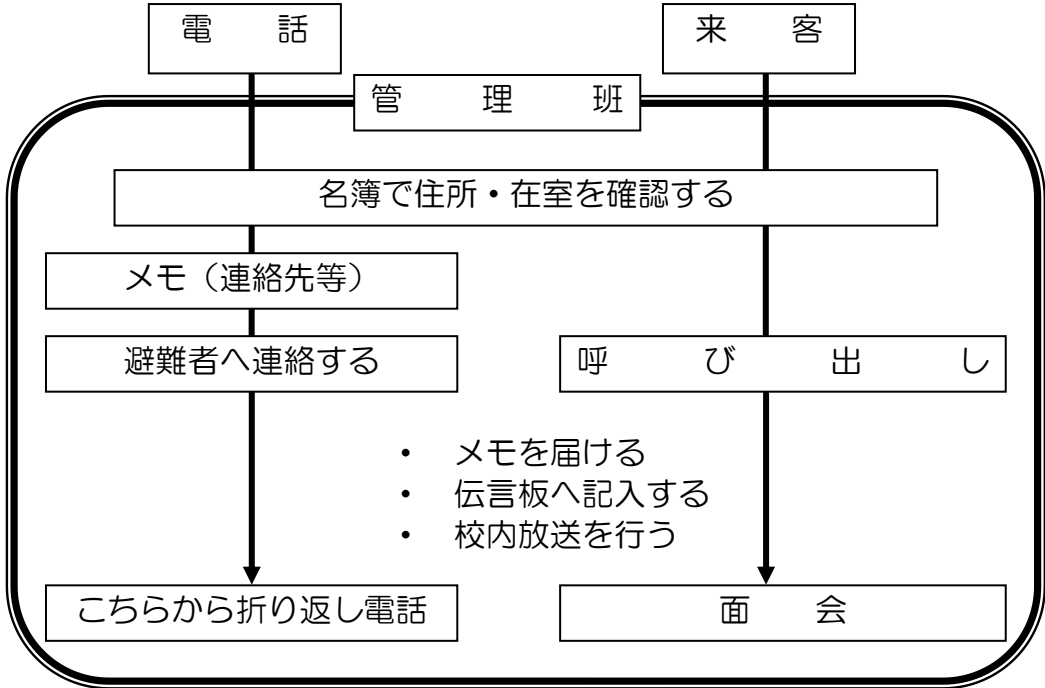 電話
来客
管理班
名簿で住所・在室を確認する
メモ（連絡先等）
避難者へ連絡する
呼び出し
・ メモを届ける
・ 伝言板へ記入する
・ 校内放送を行う
こちらから折り返し電話
面会